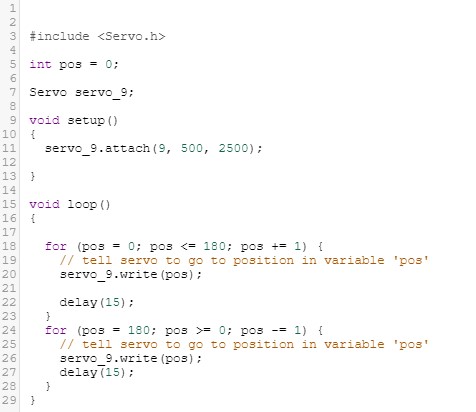 1
2
3 #include <Servo.h>
4
5 int pos = 0;
6
7 Servo servo_9;
8
9 void setup()
10 {
11   servo_9.attach(9, 500, 2500);
12
13 }
14
15 void loop()
16 {
17
18   for (pos = 0; pos <= 180; pos += 1) {
19     // tell servo to go to position in variable 'pos'
20     servo_9.write(pos);
21
22     delay(15);
23   }
24   for (pos = 180; pos >= 0; pos -= 1) {
25     // tell servo to go to position in variable 'pos'
26     servo_9.write(pos);
27     delay(15);
28   }
29 }